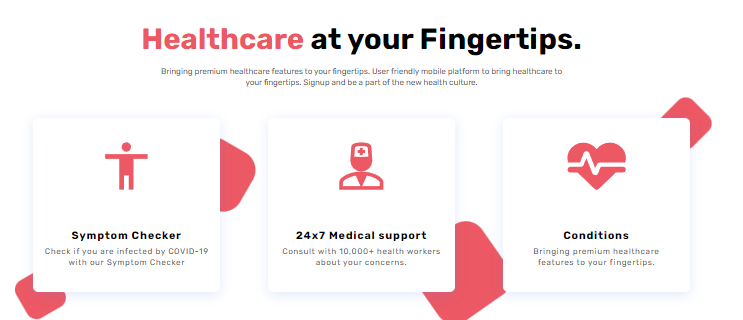 Healthcare at your Fingertips.
Bringing premium healthcare features to your fingertips. User friendly mobile platform to bring healthcare to
your fingertips. Signup and be a part of the new health culture.
Symptom Checker
Check if you are infected by COVID-19
with our Symptom Checker
24x7 Medical support
Consult with 10,000+ health workers
about your concerns.
Conditions
Bringing premium healthcare
features to your fingertips.